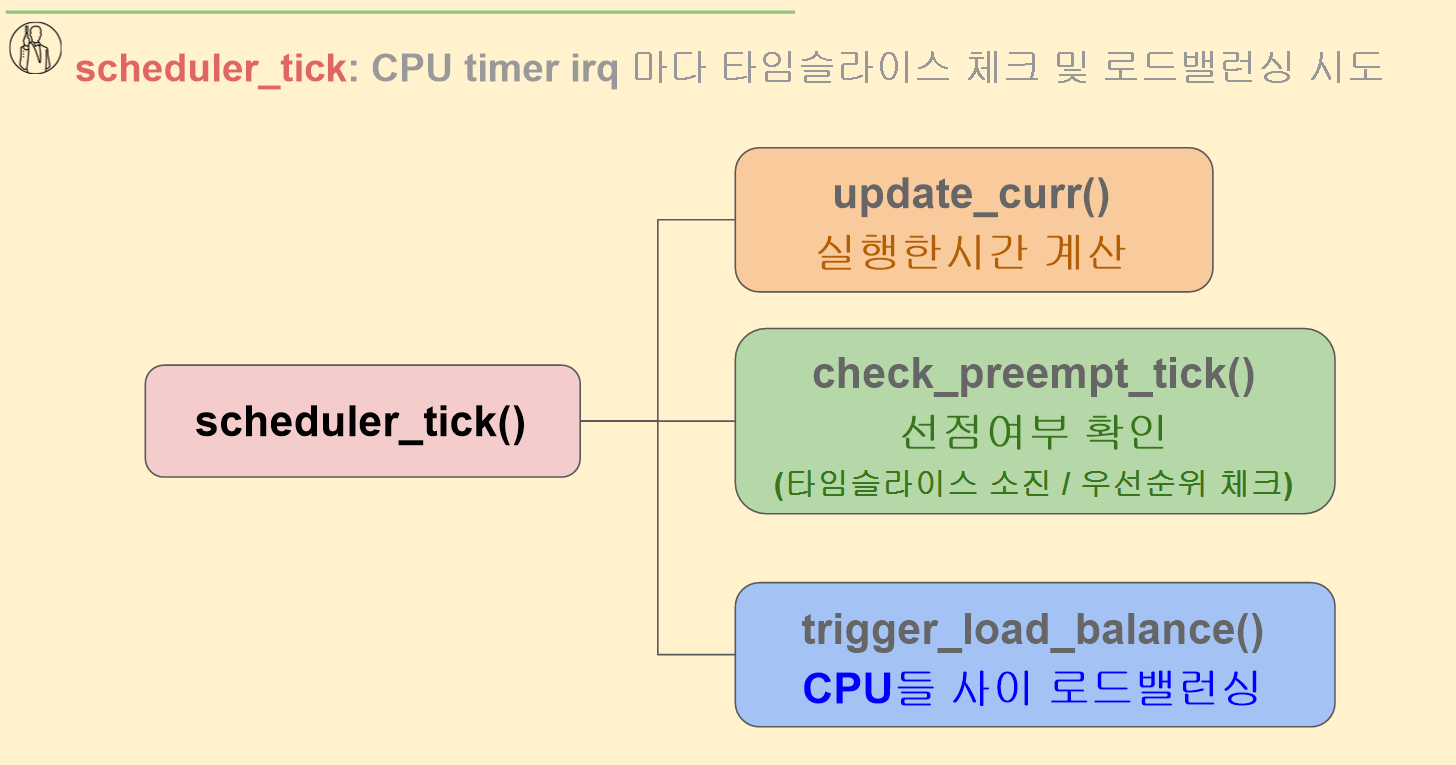 scheduler_tick: CPU timer irq 마다 타임슬라이스 체크 및 로드밸런싱 시도
update_curr()
실행한시간 계산
scheduler_tick()
check_preempt_tick()
선점여부 확인
(타임슬라이스 소진 / 우선순위 체크)
trigger_load_balance()
CPU들 사이 로드밸런싱